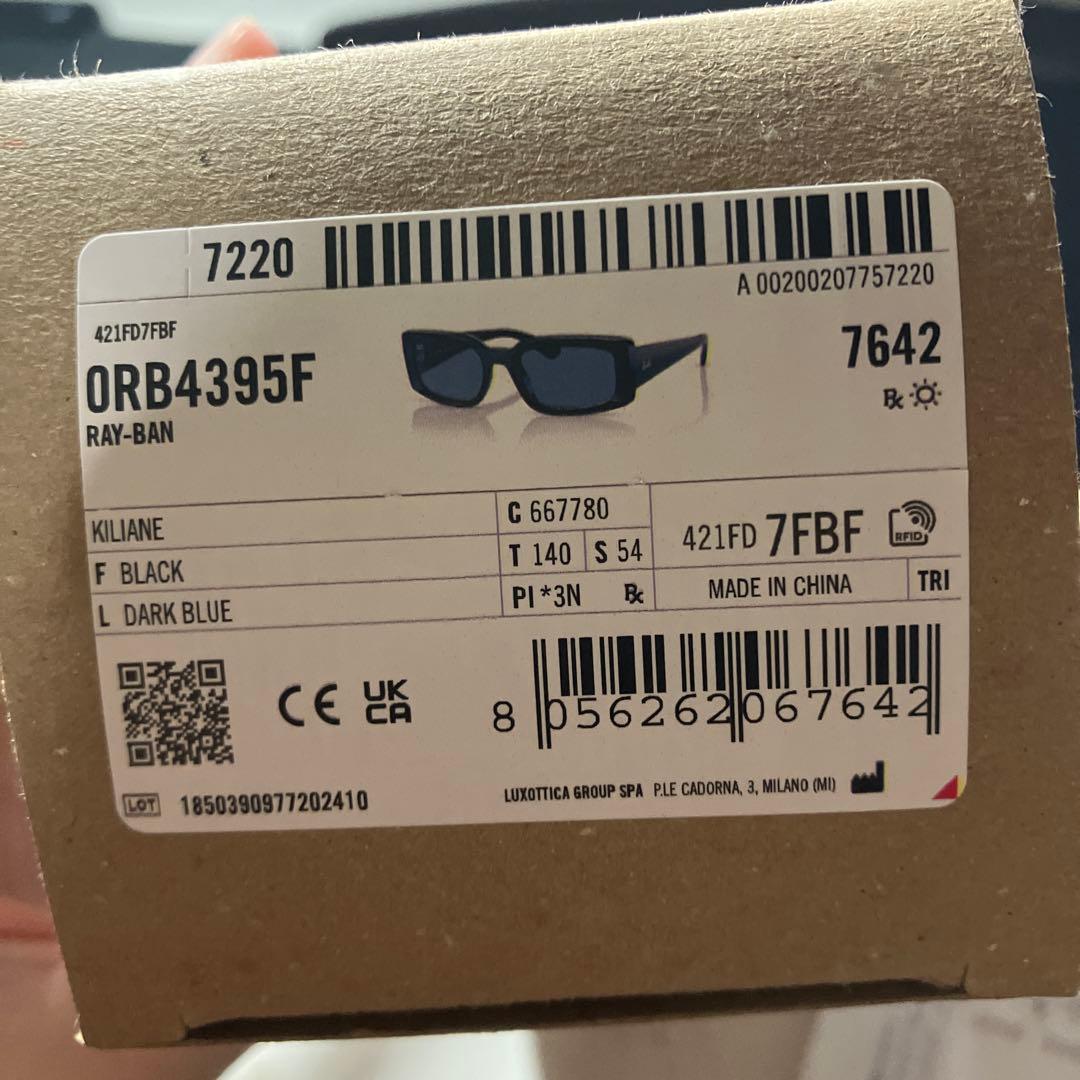 7220
A 00200207757220
421FD7FBF
0RB4395F
RAY-BAN
7642
Rx
KILIANE
C 667780
F BLACK
T 140
S 54
421FD 7FBF
RFID
L DARK BLUE
PI *3N
Rx
MADE IN CHINA
TRI
CE
UK
CA
8 056262 067642
LOT 1850390977202410
LUXOTTICA GROUP SPA P.LE CADORNA, 3, MILANO (MI)